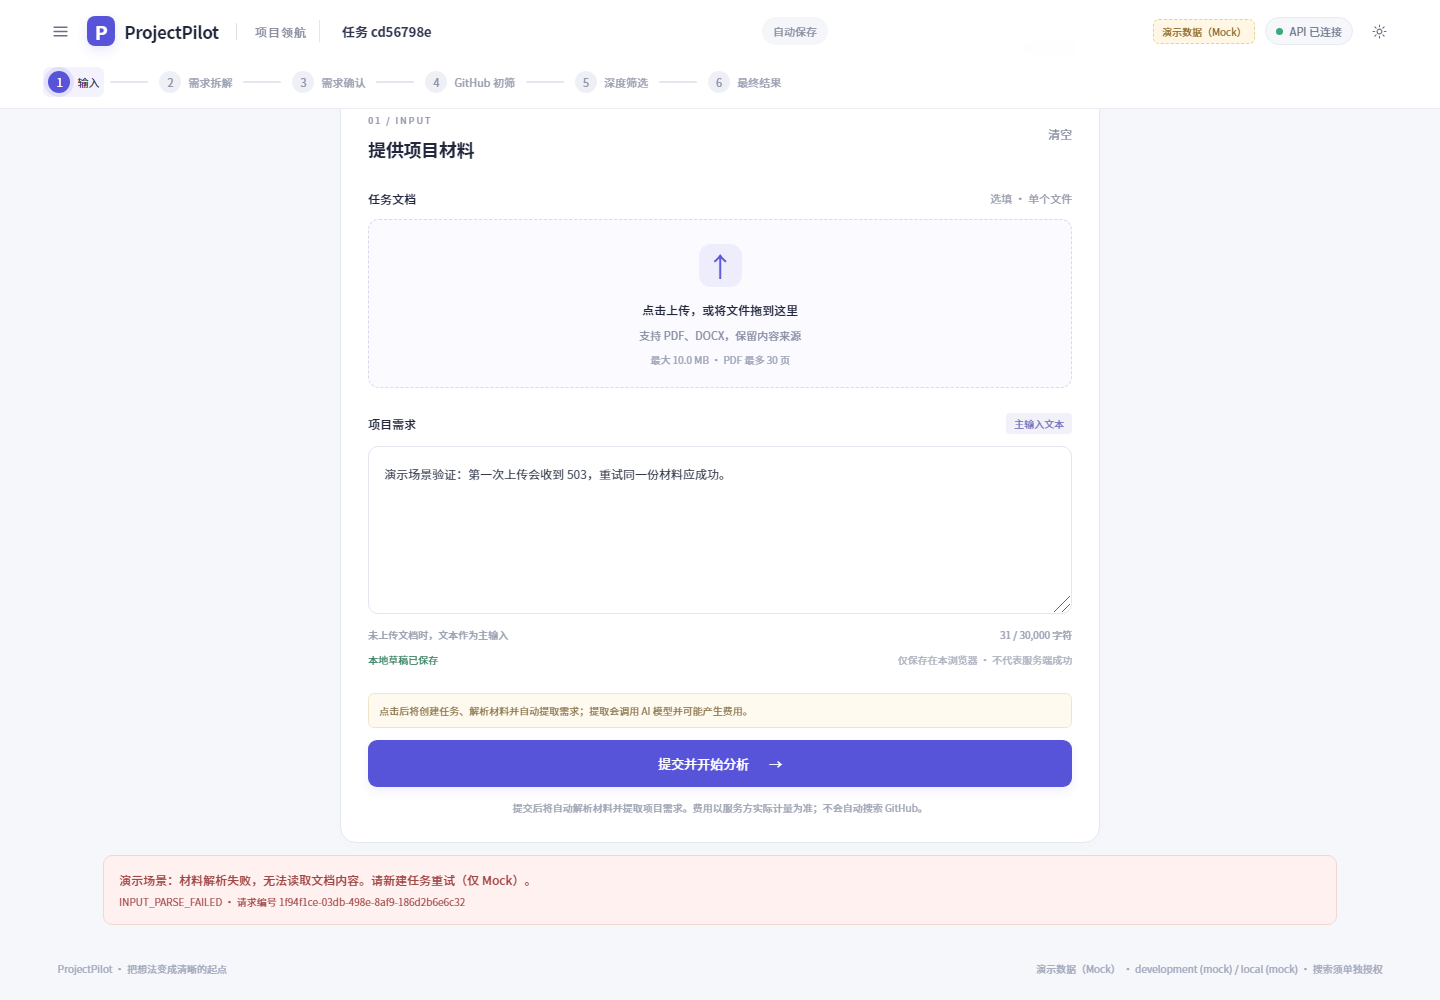 P ProjectPilot 项目领航 任务 cd56798e 自动保存 演示数据（Mock） API 已连接
1 输入 2 需求拆解 3 需求确认 4 GitHub 初筛 5 深度筛选 6 最终结果
01 / INPUT
提供项目材料 清空
任务文档 选填 · 单个文件
点击上传，或将文件拖到这里
支持 PDF、DOCX，保留内容来源
最大 10.0 MB · PDF 最多 30 页
项目需求 主输入文本
演示场景验证：第一次上传会收到 503，重试同一份材料应成功。
未上传文档时，文本作为主输入 31 / 30,000 字符
本地草稿已保存 仅保存在本浏览器 · 不代表服务端成功
点击后将创建任务、解析材料并自动提取需求；提取会调用 AI 模型并可能产生费用。
提交并开始分析 →
提交后将自动解析材料并提取项目需求。费用以服务方实际计量为准；不会自动搜索 GitHub。
演示场景：材料解析失败，无法读取文档内容。请新建任务重试（仅 Mock）。
INPUT_PARSE_FAILED · 请求编号 1f94f1ce-03db-498e-8af9-186d2b6e6c32
ProjectPilot · 把想法变成清晰的起点 演示数据（Mock） · development (mock) / local (mock) · 搜索须单独授权